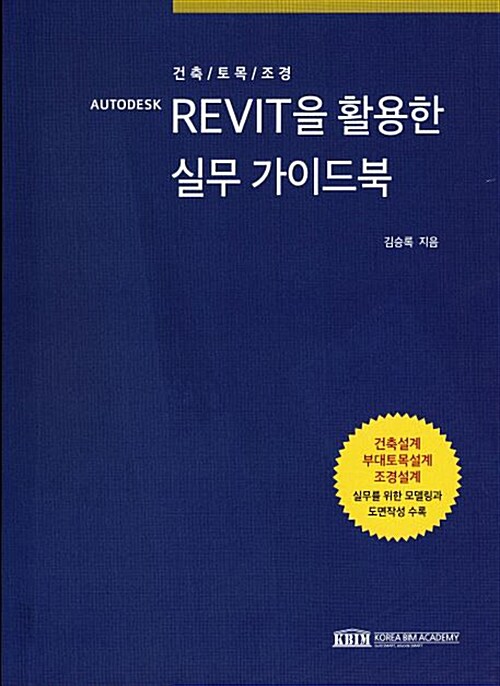 건축/토목/조경
AUTODESK REVIT을 활용한
실무 가이드북
김승록 지음
건축설계
부대토목설계
조경설계
실무를 위한 모델링과
도면작성 수록
KBIM KOREA BIM ACADEMY